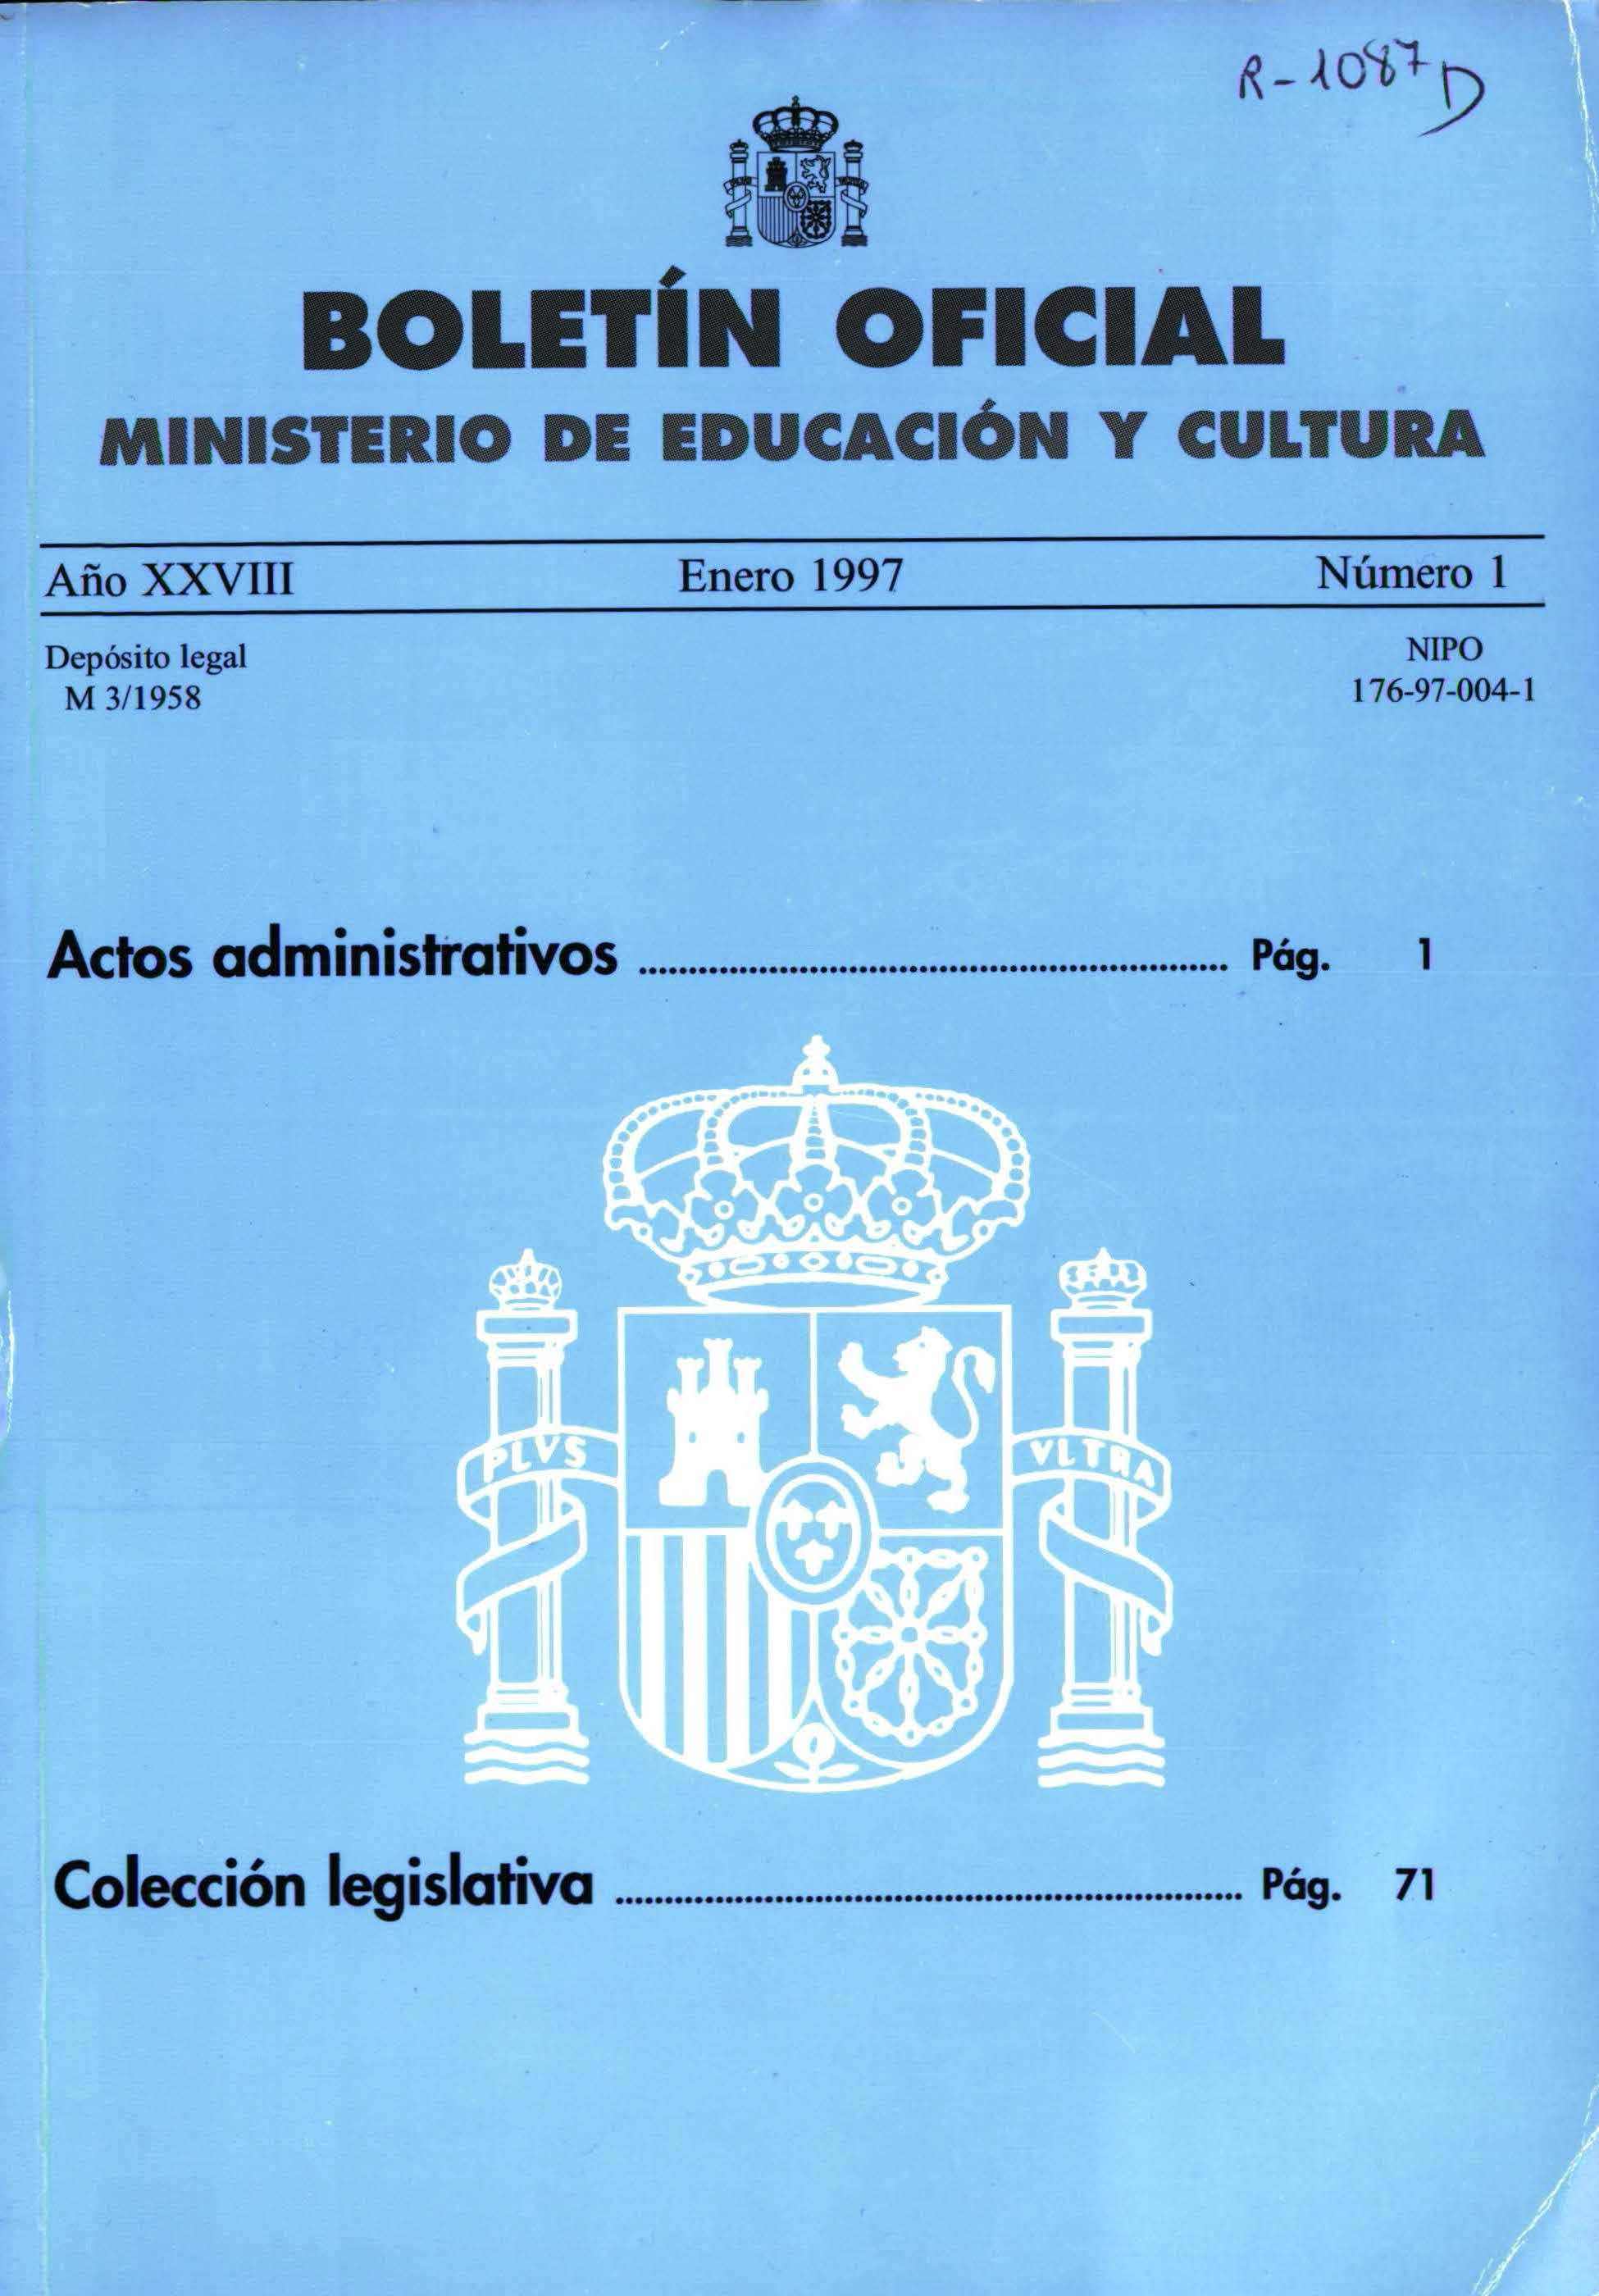 R-1087 D
BOLETÍN OFICIAL
MINISTERIO DE EDUCACIÓN Y CULTURA
Año XXVIII Enero 1997 Número 1
Depósito legal NIPO
M 3/1958 176-97-004-1
Actos administrativos ............................................................ Pág. 1
PLVS VLTRA
Colección legislativa ............................................................... Pág. 71